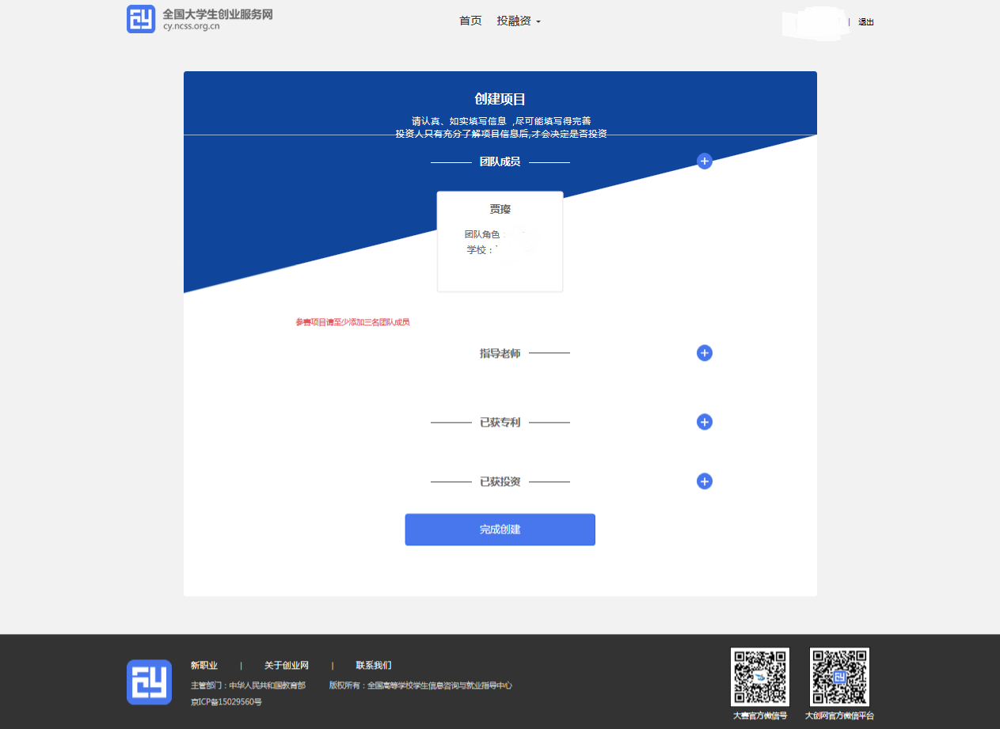 全国大学生创业服务网
cy.ncss.org.cn
首页 投融资
| 退出
创建项目
请认真、如实填写信息 ,尽可能填写得完善
投资人只有充分了解项目信息后,才会决定是否投资
团队成员
贾璨
团队角色：
学校：
参赛项目请至少添加三名团队成员
指导老师
已获专利
已获投资
完成创建
新职业 | 关于创业网 | 联系我们
主管部门：中华人民共和国教育部 版权所有：全国高等学校学生信息咨询与就业指导中心
京ICP备15029560号
大壹官方微信号 大创网官方微信平台